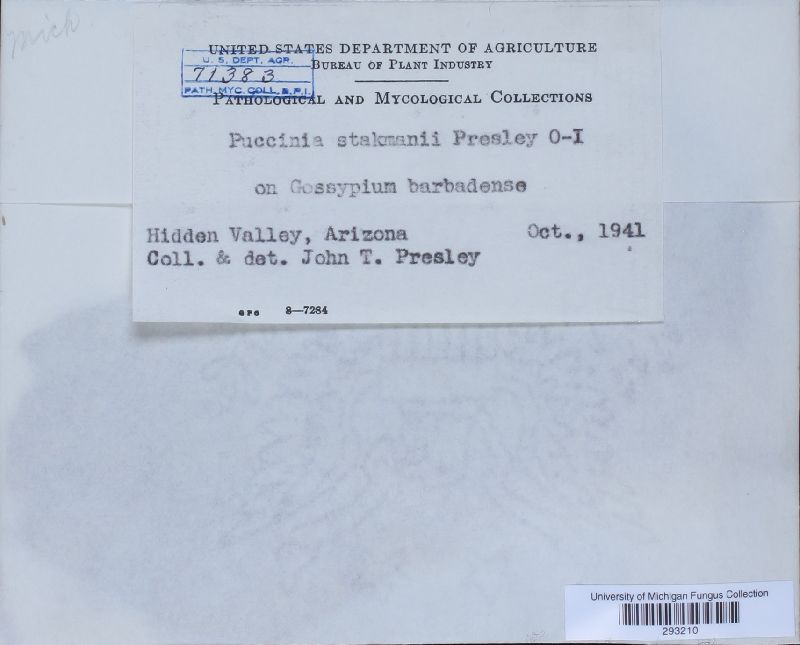 Mich
UNITED STATES DEPARTMENT OF AGRICULTURE
BUREAU OF PLANT INDUSTRY
U. S. DEPT. AGR.
71383
PATH. MYC. COLL. B.P.I.
PATHOLOGICAL AND MYCOLOGICAL COLLECTIONS
Puccinia stakmanii Presley O-I
on Gossypium barbadense
Hidden Valley, Arizona Oct., 1941
Coll. & det. John T. Presley
GPO 8—7284
University of Michigan Fungus Collection
293210